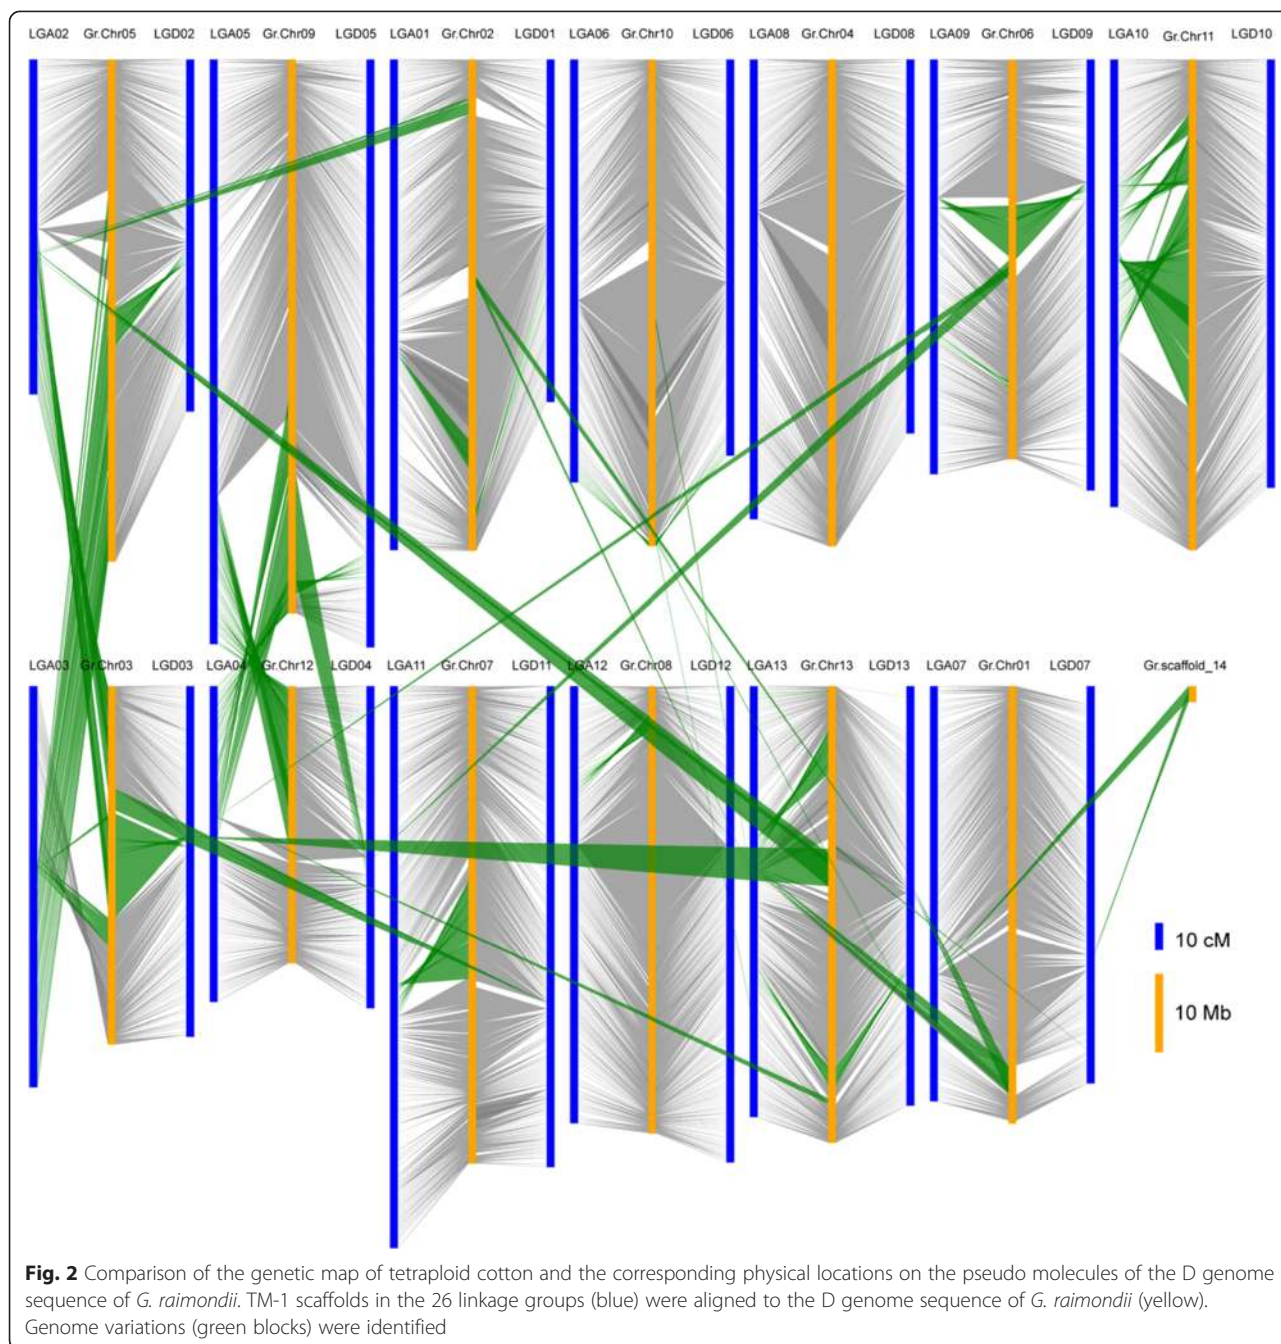 LGA02 Gr.Chr05 LGD02 LGA05 Gr.Chr09 LGD05 LGA01 Gr.Chr02 LGD01 LGA06 Gr.Chr10 LGD06 LGA08 Gr.Chr04 LGD08 LGA09 Gr.Chr06 LGD09 LGA10 Gr.Chr11 LGD10
LGA03 Gr.Chr03 LGD03 LGA04 Gr.Chr12 LGD04 LGA11 Gr.Chr07 LGD11 LGA12 Gr.Chr08 LGD12 LGA13 Gr.Chr13 LGD13 LGA07 Gr.Chr01 LGD07 Gr.scaffold_14
10 cM
10 Mb
Fig. 2 Comparison of the genetic map of tetraploid cotton and the corresponding physical locations on the pseudo molecules of the D genome
sequence of G. raimondii. TM-1 scaffolds in the 26 linkage groups (blue) were aligned to the D genome sequence of G. raimondii (yellow).
Genome variations (green blocks) were identified